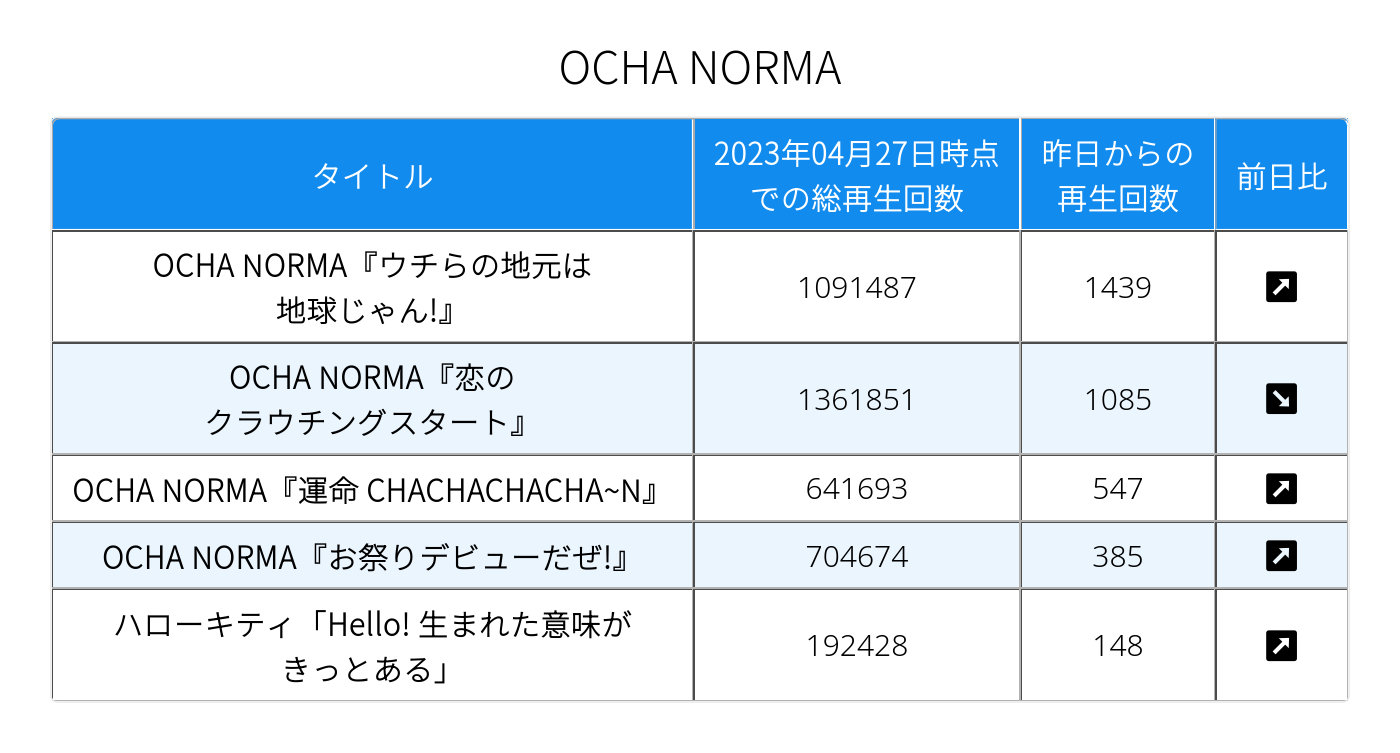 OCHA NORMA
タイトル
2023年04月27日時点
での総再生回数
昨日からの
再生回数
前日比
OCHA NORMA『ウチらの地元は
地球じゃん!』
1091487
1439
OCHA NORMA『恋の
クラウチングスタート』
1361851
1085
OCHA NORMA『運命 CHACHACHACHA~N』
641693
547
OCHA NORMA『お祭りデビューだぜ!』
704674
385
ハローキティ「Hello! 生まれた意味が
きっとある」
192428
148